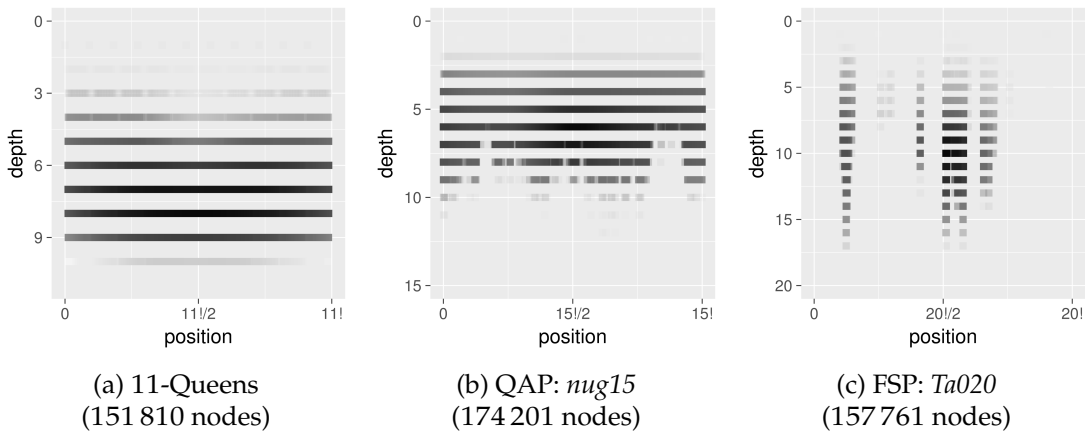 0
3
6
9
depth
0
11!/2
11!
position
(a) 11-Queens
(151 810 nodes)
0
5
10
15
depth
0
15!/2
15!
position
(b) QAP: nug15
(174 201 nodes)
0
5
10
15
20
depth
0
20!/2
20!
position
(c) FSP: Ta020
(157 761 nodes)